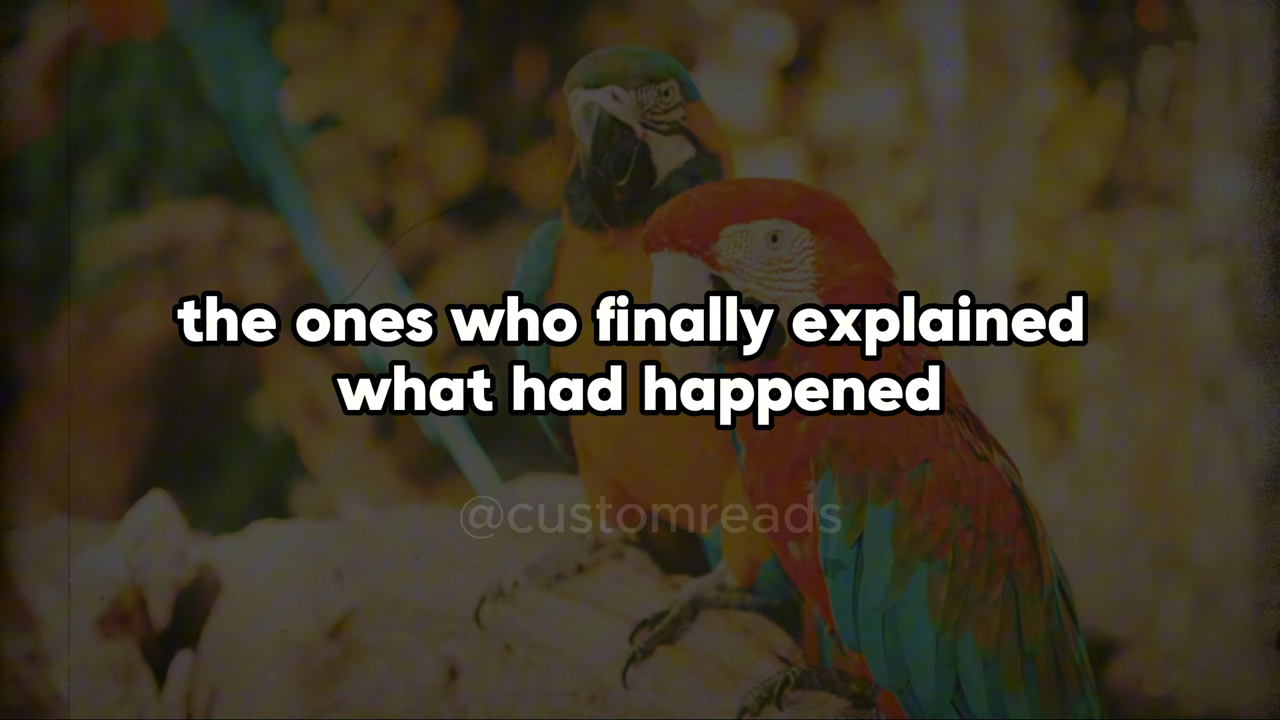 the ones who finally explained
what had happened
@customreads